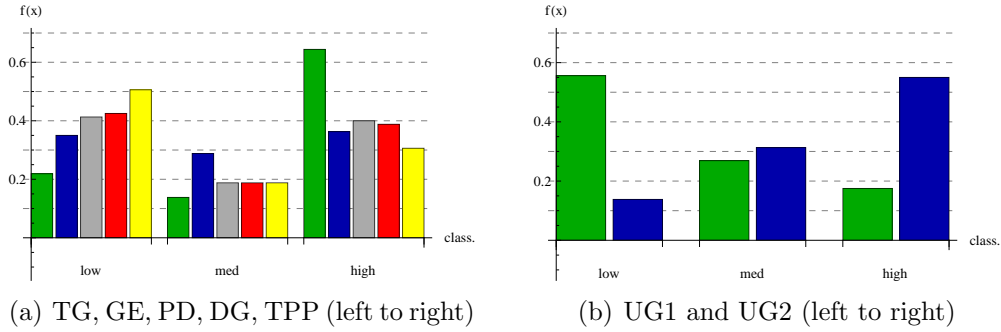 f(x)
0.6
0.4
0.2
class.
low med high
(a) TG, GE, PD, DG, TPP (left to right)
f(x)
0.6
0.4
0.2
class.
low med high
(b) UG1 and UG2 (left to right)